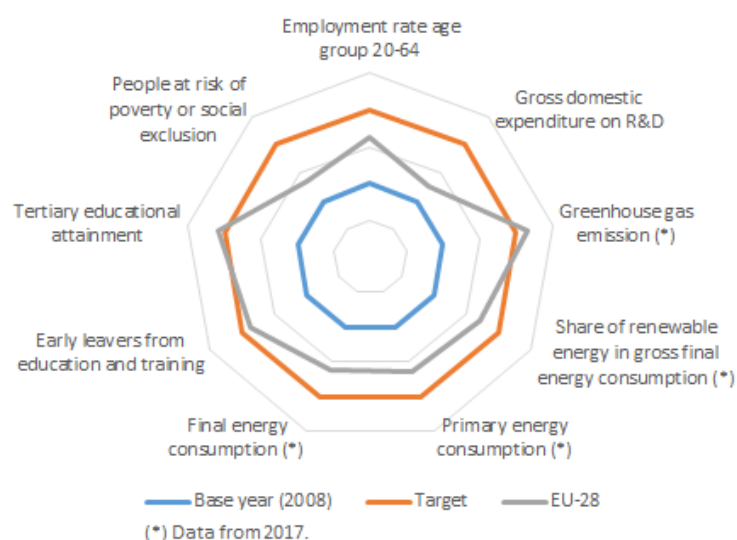 Employment rate age
group 20-64
Gross domestic
expenditure on R&D
Greenhouse gas
emission (*)
Share of renewable
energy in gross final
energy consumption (*)
Primary energy
consumption (*)
Final energy
consumption (*)
Early leavers from
education and training
Tertiary educational
attainment
People at risk of
poverty or social
exclusion
Base year (2008)
Target
EU-28
(*) Data from 2017.